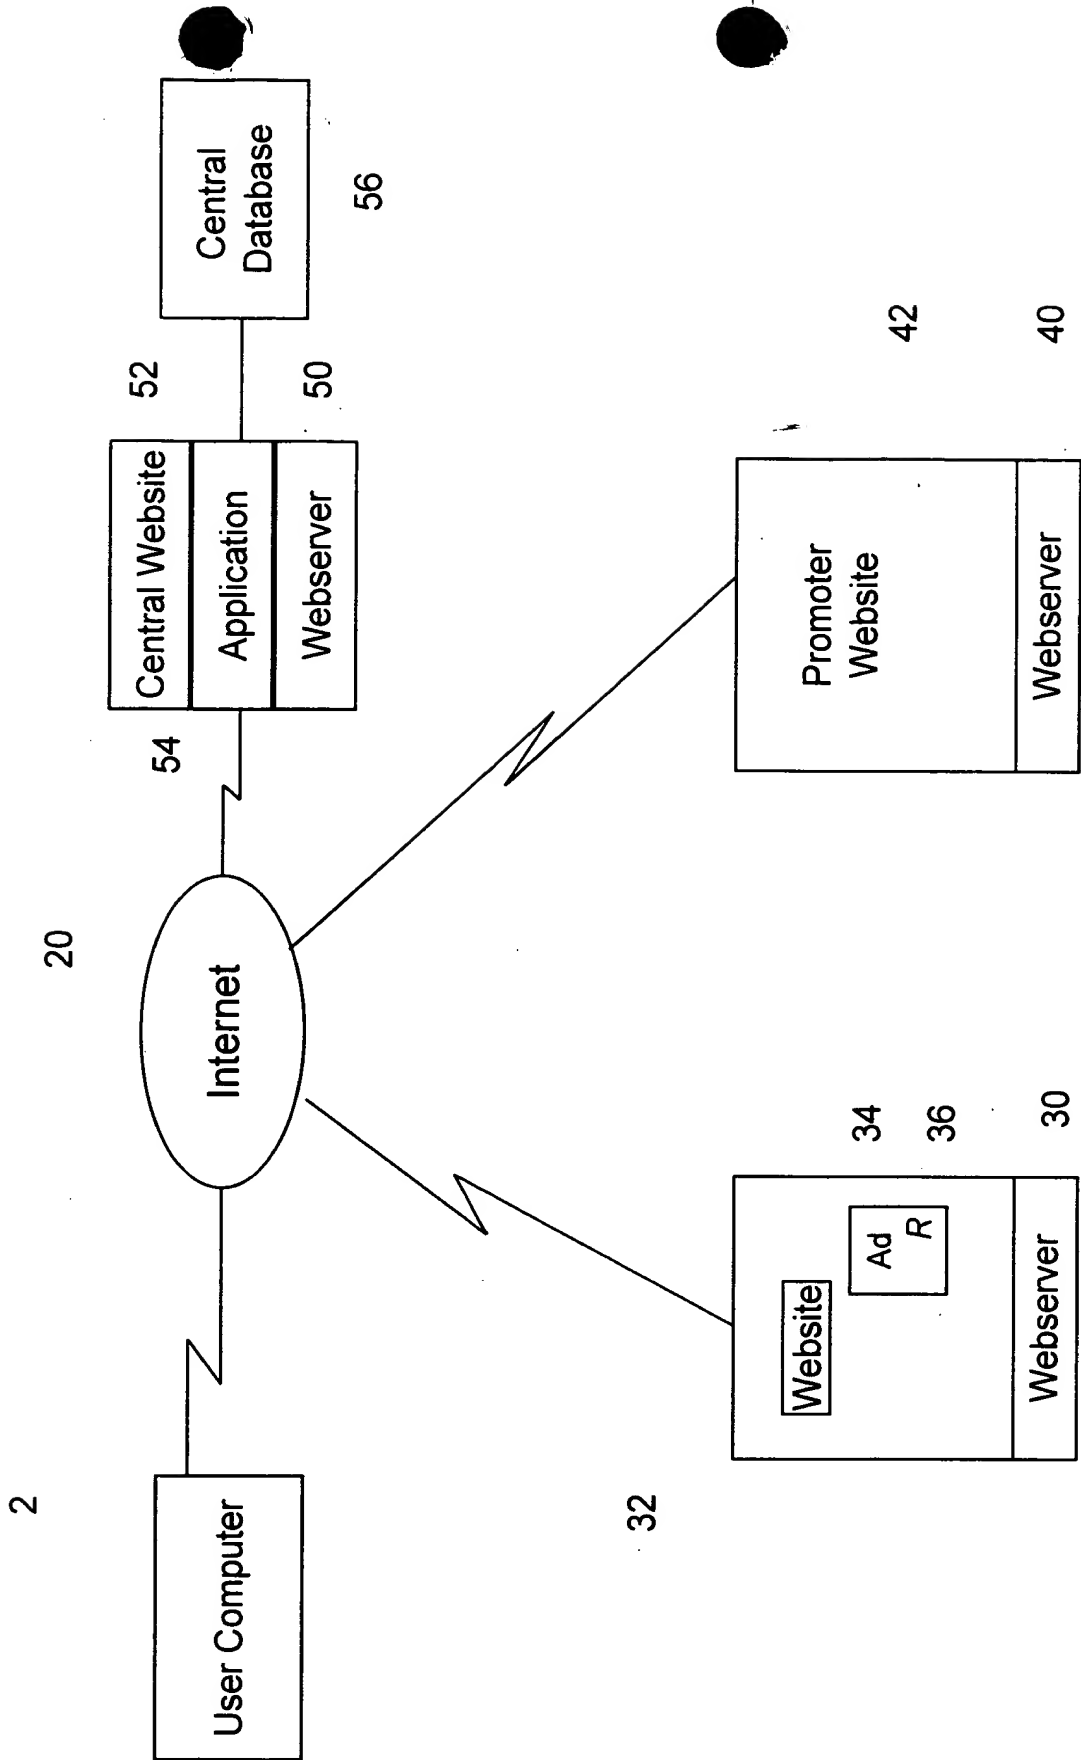 2
20
User Computer
Internet
54
Central Website
52
Application
Webserver
50
Central
Database
56
32
Website
Ad
34
R
36
Webserver
30
Promoter
Website
42
Webserver
40